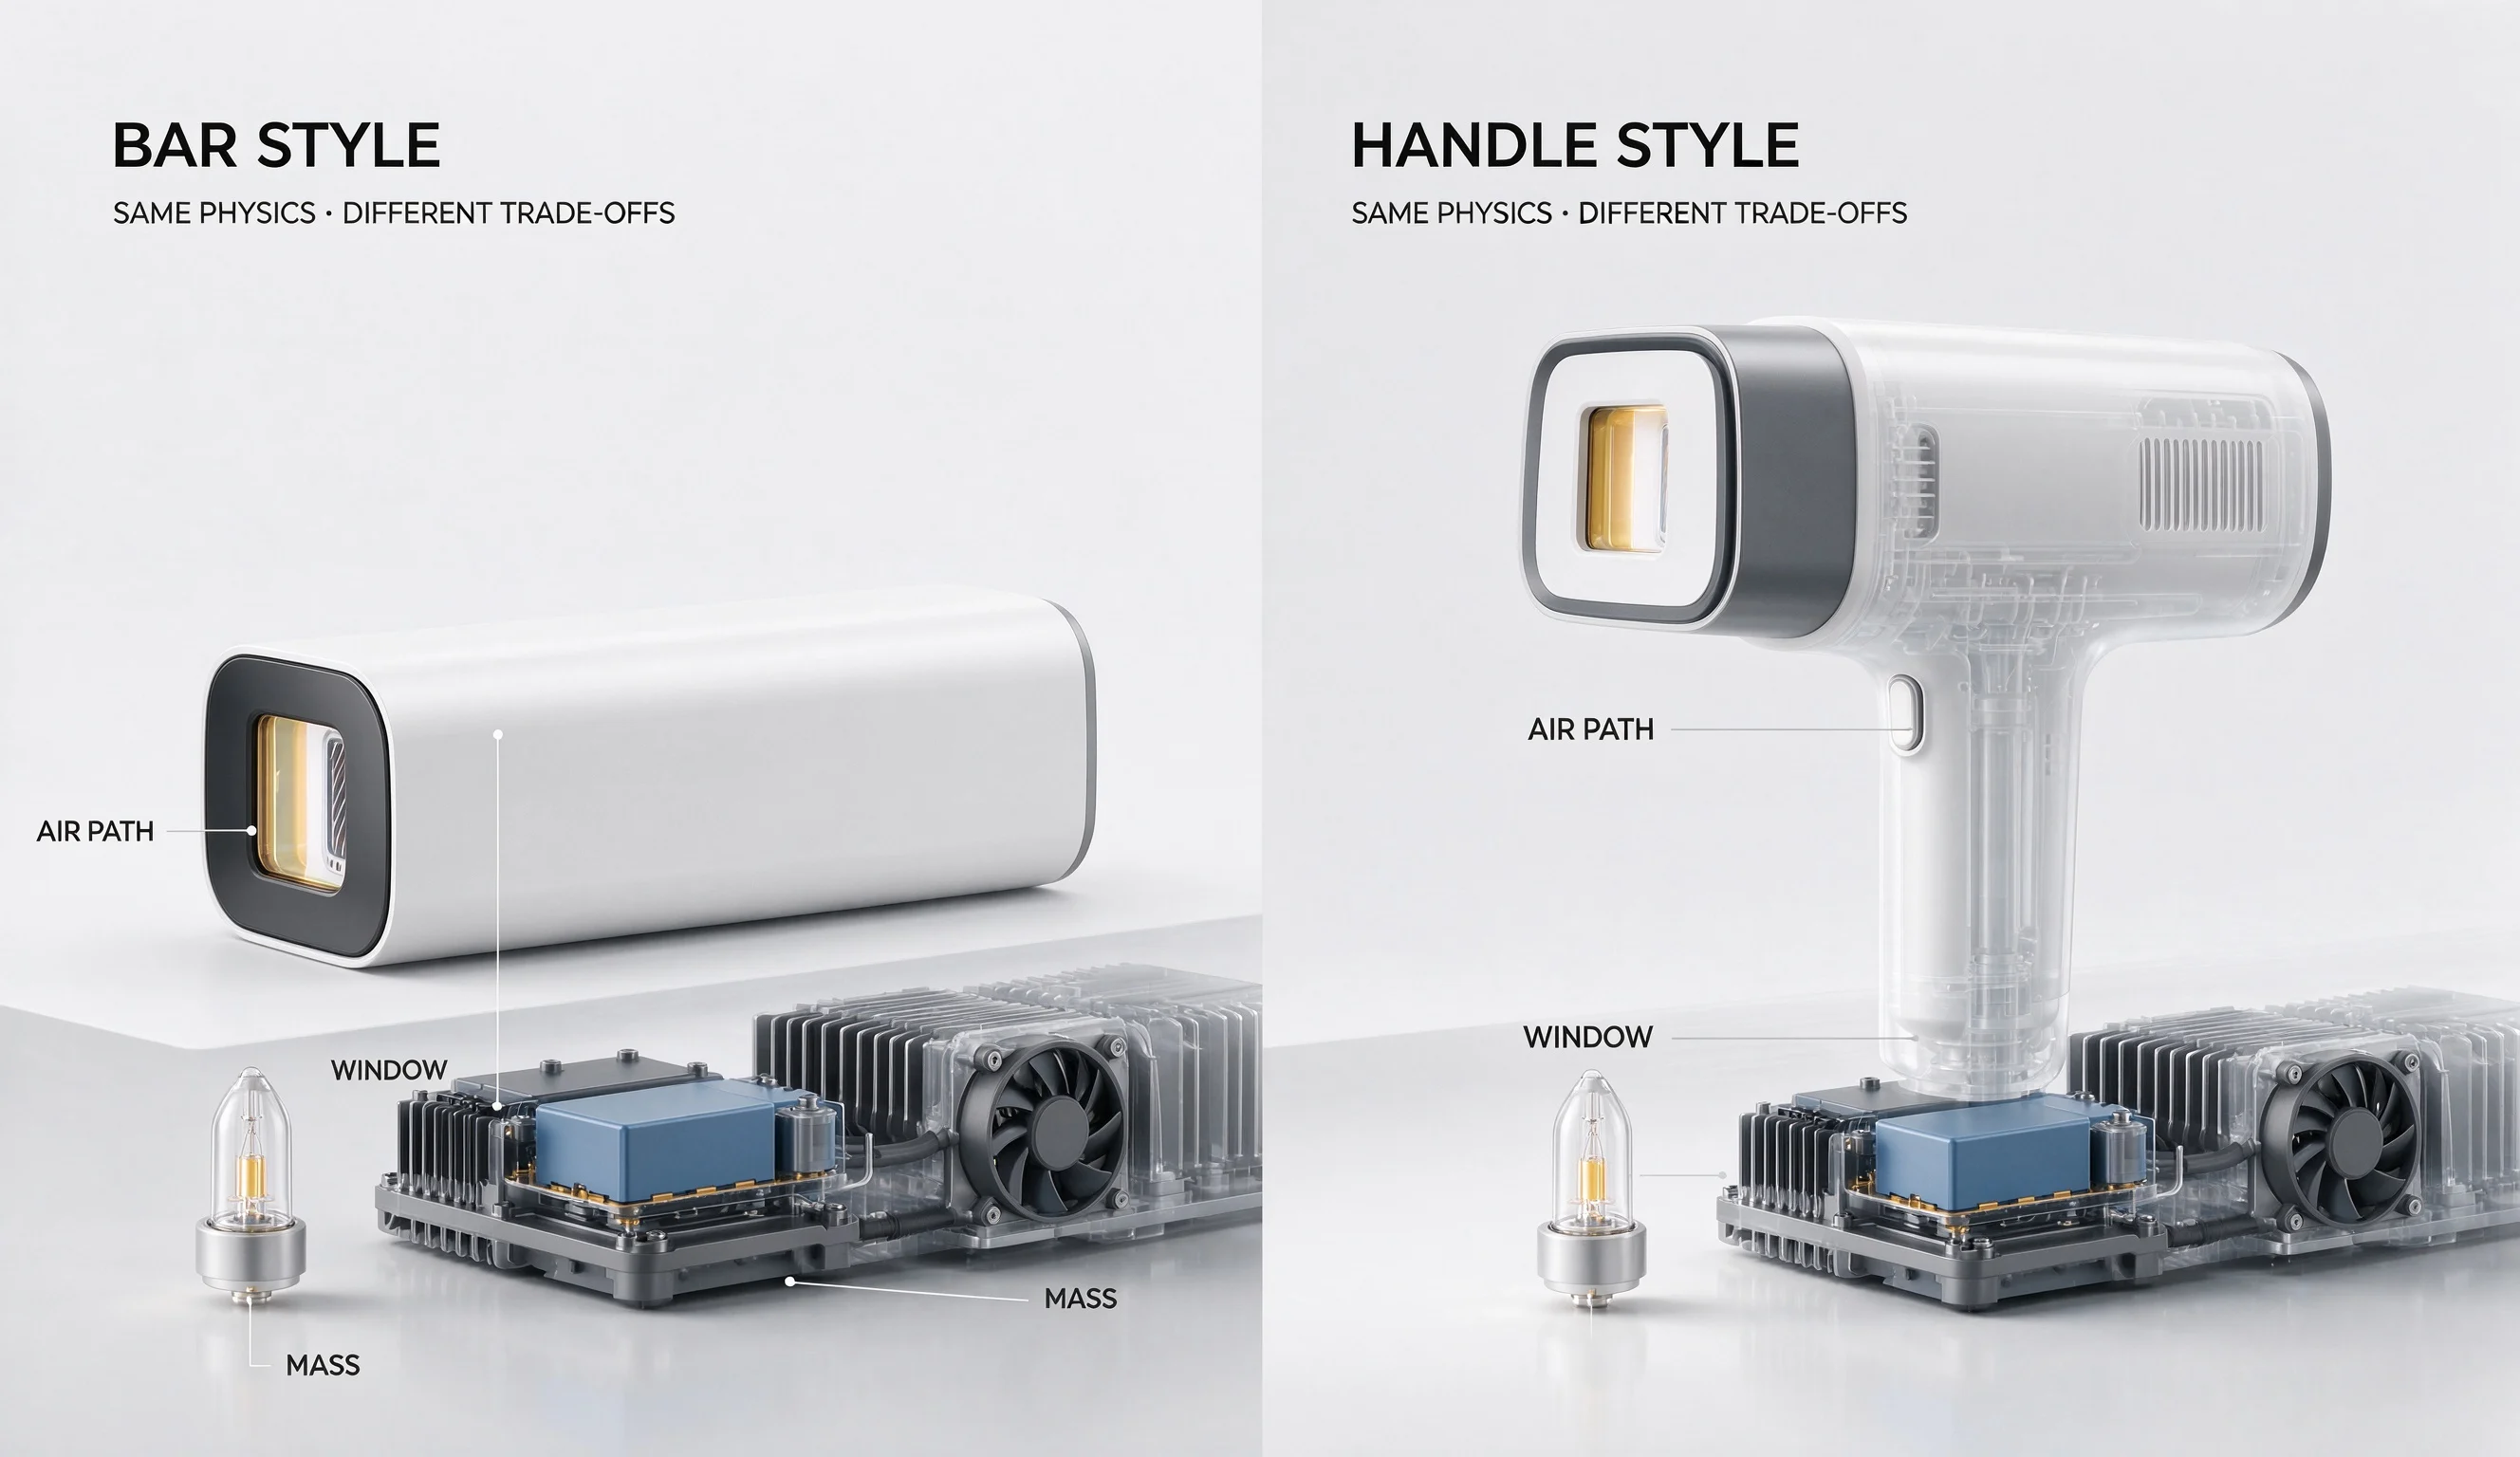 BAR STYLE
SAME PHYSICS • DIFFERENT TRADE-OFFS
AIR PATH
WINDOW
MASS
MASS
HANDLE STYLE
SAME PHYSICS • DIFFERENT TRADE-OFFS
AIR PATH
WINDOW